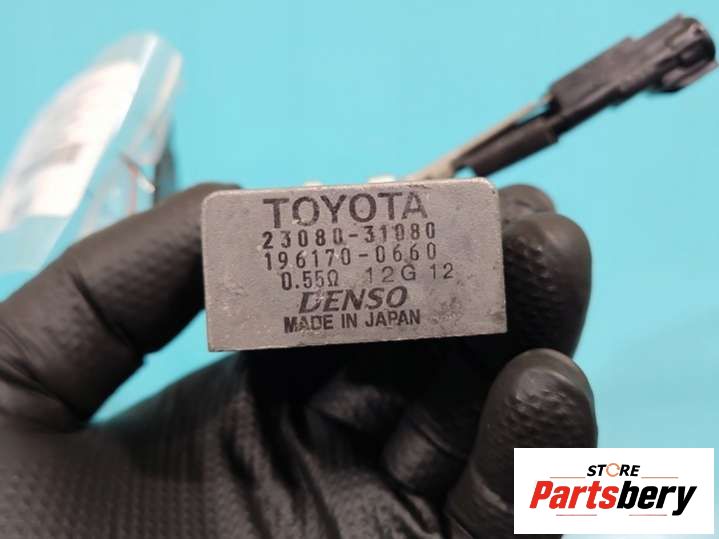 TOYOTA
23080-31080
196170-0660
0.55Ω 12G 12
DENSO
MADE IN JAPAN
STORE
Partsbery